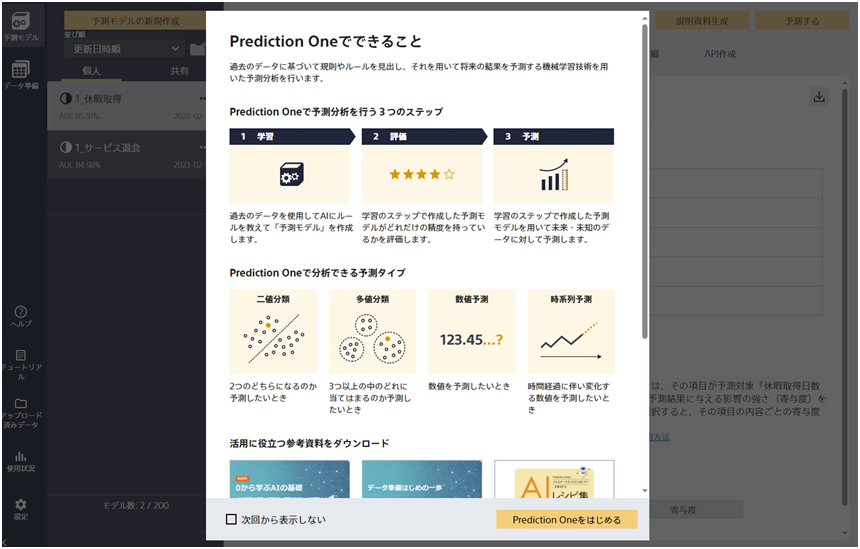 予測モデル
データ準備
ヘルプ
チュートリアル
アップロード
済みデータ
使用状況
設定
予測モデルの新規作成
並び順
更新日時順
個人
共有
1_休暇取得
AUC 85.91%
2023-02-
1_サービス退会
AUC 84.98%
2023-02-
モデル数: 2 / 200
Prediction Oneでできること
過去のデータに基づいて規則やルールを見出し、それを用いて将来の結果を予測する機械学習技術を用
いた予測分析を行います。
Prediction Oneで予測分析を行う３つのステップ
1 学習
2 評価
3 予測
過去のデータを使用してAIにルー
ルを教えて「予測モデル」を作成
します。
学習のステップで作成した予測モ
デルがどれだけの精度を持ってい
るかを評価します。
学習のステップで作成した予測
モデルを用いて未来・未知のデ
ータに対して予測します。
Prediction Oneで分析できる予測タイプ
二値分類
多値分類
数値予測
時系列予測
123.45...?
2つのどちらになるのか
予測したいとき
3つ以上の中のどれに
当てはまるのか予測し
たいとき
数値を予測したいとき
時間経過に伴い変化す
る数値を予測したいと
き
活用に役立つ参考資料をダウンロード
0から学ぶAIの基礎
データ準備はじめの一歩
AI
レシピ集
次回から表示しない
Prediction Oneをはじめる
説明資料生成
予測する
API作成
は、その項目が予測対象「休暇取得日数
予測結果に与える影響の強さ（寄与度）を
択すると、その項目の内容ごとの寄与度
方法
寄与度